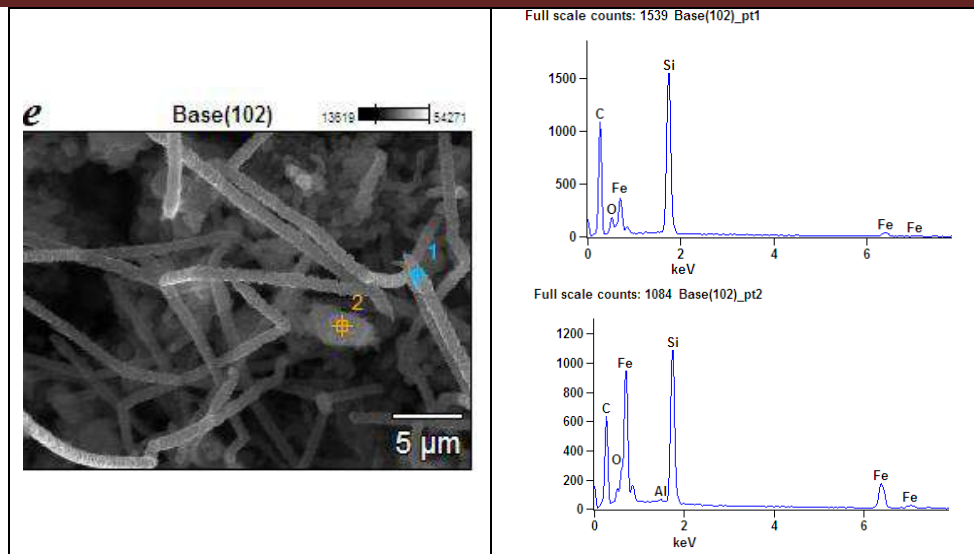 e
Base(102)
13619
54271
1
2
5 µm
Full scale counts: 1539 Base(102)_pt1
1500
1000
500
0
C
O
Fe
Si
Fe
Fe
0
2
4
6
keV
Full scale counts: 1084 Base(102)_pt2
1200
1000
800
600
400
200
0
C
O
Fe
Al
Si
Fe
Fe
0
2
4
6
keV